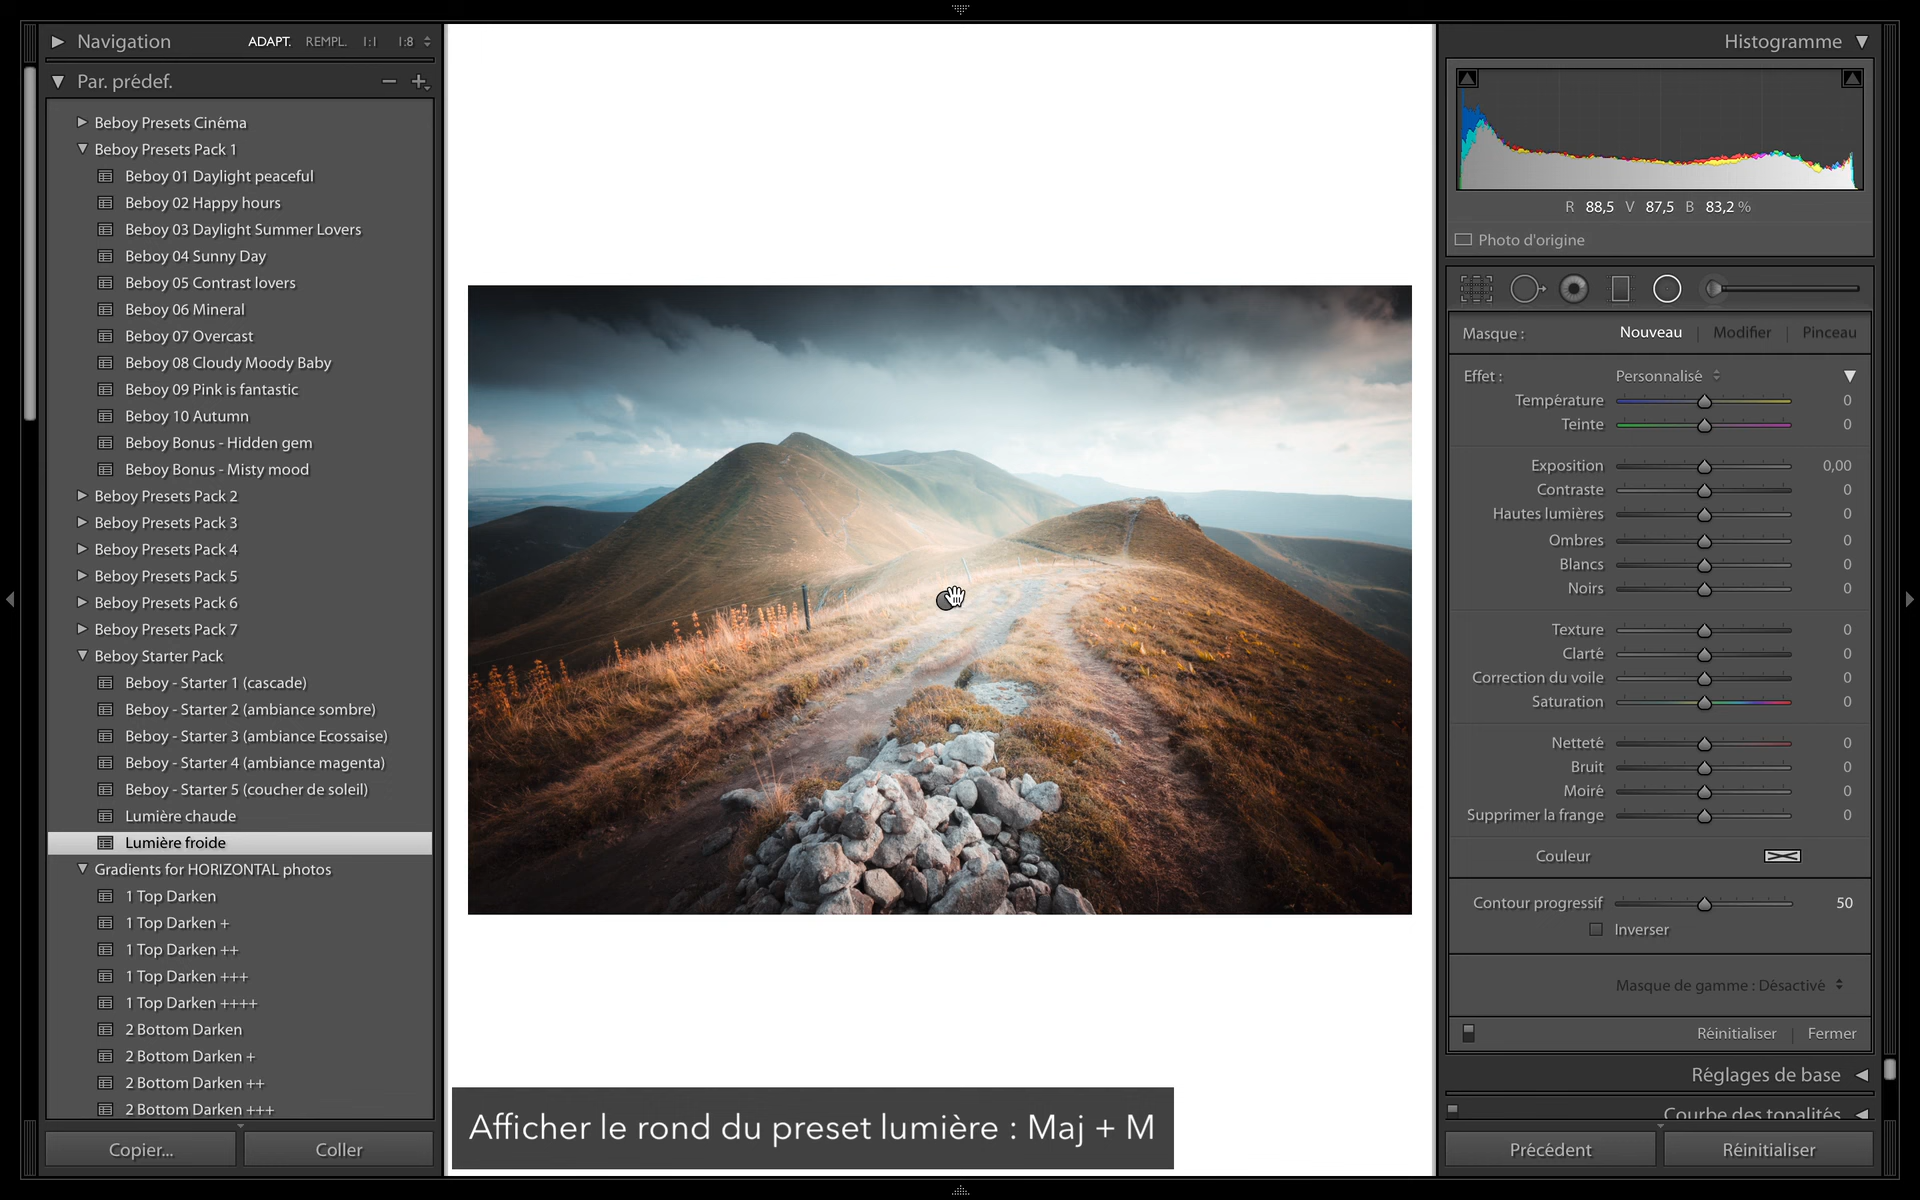 Navigation ADAPT. REMPL. 1:1 1:8
Par. prédef.
Beboy Presets Cinéma
Beboy Presets Pack 1
Beboy 01 Daylight peaceful
Beboy 02 Happy hours
Beboy 03 Daylight Summer Lovers
Beboy 04 Sunny Day
Beboy 05 Contrast lovers
Beboy 06 Mineral
Beboy 07 Overcast
Beboy 08 Cloudy Moody Baby
Beboy 09 Pink is fantastic
Beboy 10 Autumn
Beboy Bonus - Hidden gem
Beboy Bonus - Misty mood
Beboy Presets Pack 2
Beboy Presets Pack 3
Beboy Presets Pack 4
Beboy Presets Pack 5
Beboy Presets Pack 6
Beboy Presets Pack 7
Beboy Starter Pack
Beboy - Starter 1 (cascade)
Beboy - Starter 2 (ambiance sombre)
Beboy - Starter 3 (ambiance Ecossaise)
Beboy - Starter 4 (ambiance magenta)
Beboy - Starter 5 (coucher de soleil)
Lumière chaude
Lumière froide
Gradients for HORIZONTAL photos
1 Top Darken
1 Top Darken +
1 Top Darken ++
1 Top Darken +++
1 Top Darken ++++
2 Bottom Darken
2 Bottom Darken +
2 Bottom Darken ++
2 Bottom Darken +++
Copier... Coller
Afficher le rond du preset lumière : Maj + M
Histogramme
R 88,5 V 87,5 B 83,2 %
Photo d'origine
Masque : Nouveau | Modifier | Pinceau
Effet : Personnalisé
Température 0
Teinte 0
Exposition 0,00
Contraste 0
Hautes lumières 0
Ombres 0
Blancs 0
Noirs 0
Texture 0
Clarté 0
Correction du voile 0
Saturation 0
Netteté 0
Bruit 0
Moiré 0
Supprimer la frange 0
Couleur
Contour progressif 50
Inverser
Masque de gamme : Désactivé
Réinitialiser | Fermer
Réglages de base
Courbe des tonalités
Précédent Réinitialiser